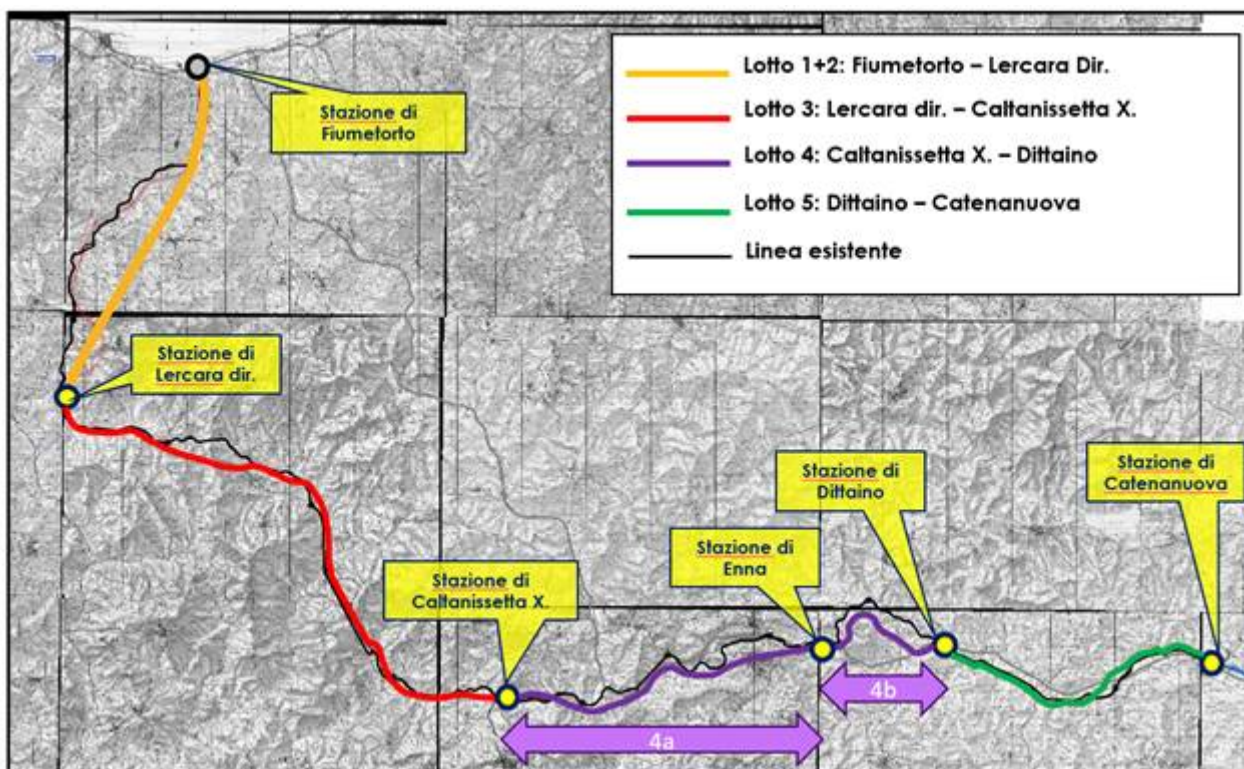 Lotto 1+2: Fiumetorto – Lercara Dir.
Lotto 3: Lercara dir. – Caltanissetta X.
Lotto 4: Caltanissetta X. – Dittaino
Lotto 5: Dittaino – Catenanuova
Linea esistente
Stazione di
Fiumetorto
Stazione di
Lercara dir.
Stazione di
Caltanissetta X.
Stazione di
Enna
Stazione di
Dittaino
Stazione di
Catenanuova
4a
4b